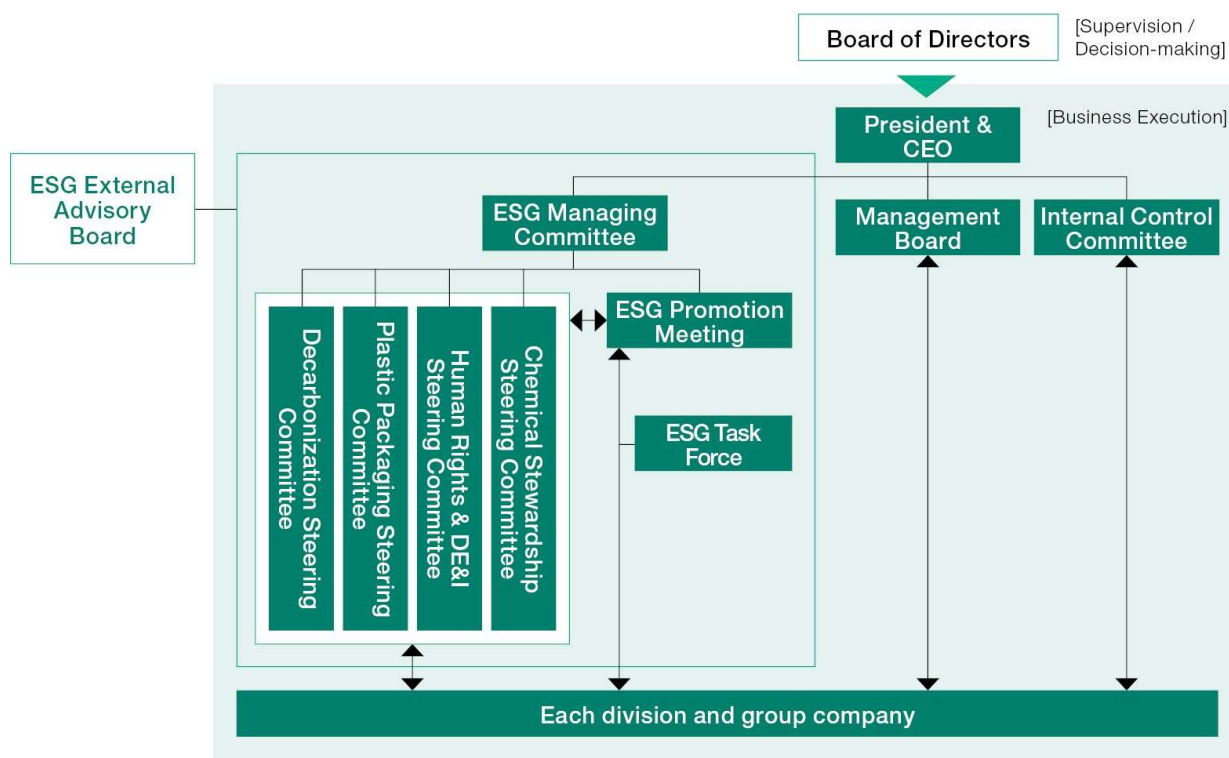 Board of Directors
[Supervision /
Decision-making]
President &
CEO
[Business Execution]
ESG External
Advisory
Board
ESG Managing
Committee
Management
Board
Internal Control
Committee
Decarbonization Steering
Committee
Plastic Packaging Steering
Committee
Human Rights & DE&I
Steering Committee
Chemical Stewardship
Steering Committee
ESG Promotion
Meeting
ESG Task
Force
Each division and group company